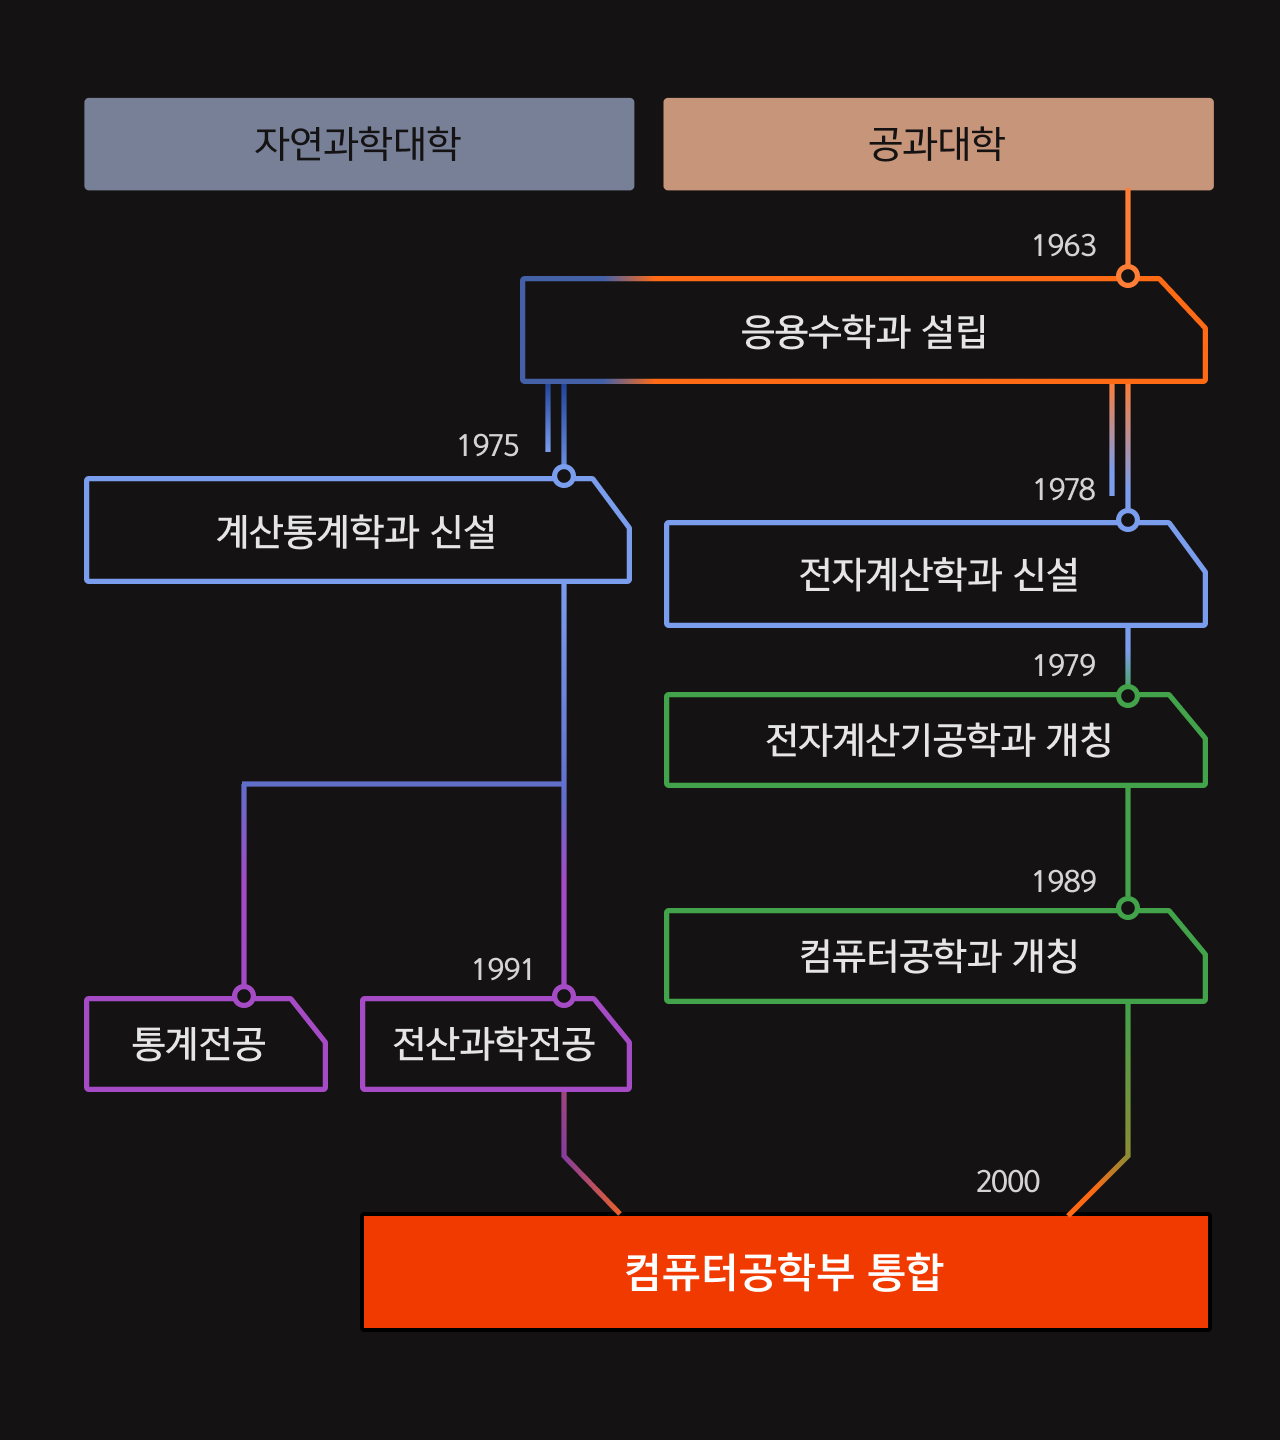 자연과학대학
공과대학
1963
응용수학과 설립
1975
계산통계학과 신설
1978
전자계산학과 신설
1979
전자계산기공학과 개칭
1989
컴퓨터공학과 개칭
1991
통계전공
전산과학전공
2000
컴퓨터공학부 통합